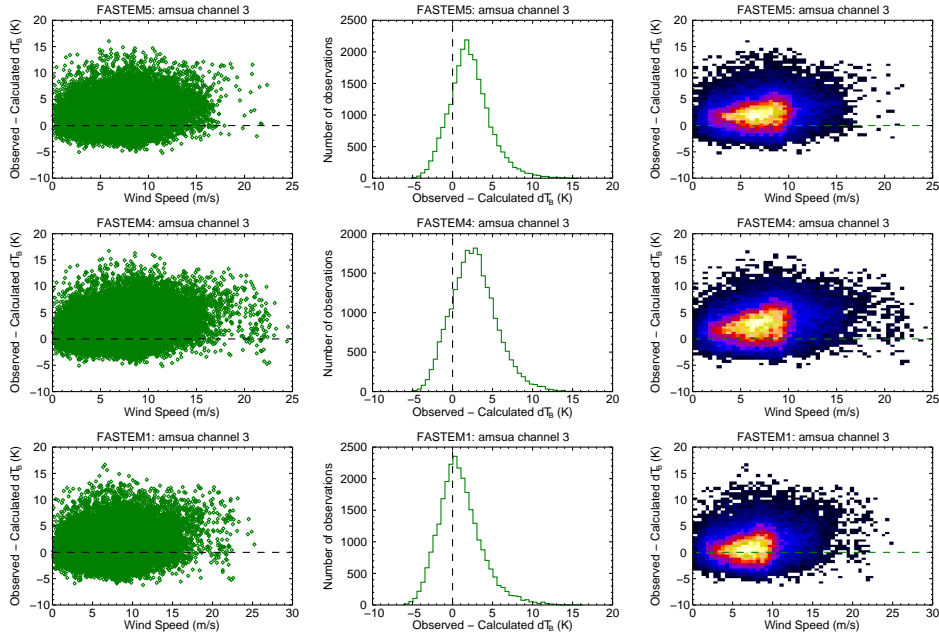 FASTEM5: amsua channel 3
Observed − Calculated dT_B (K)
20
15
10
5
0
−5
−10
0 5 10 15 20 25
Wind Speed (m/s)
FASTEM5: amsua channel 3
Number of observations
2500
2000
1500
1000
500
0
−10 −5 0 5 10 15 20
Observed − Calculated dT_B (K)
FASTEM5: amsua channel 3
Observed − Calculated dT_B (K)
20
15
10
5
0
−5
−10
0 5 10 15 20 25
Wind Speed (m/s)
FASTEM4: amsua channel 3
Observed − Calculated dT_B (K)
20
15
10
5
0
−5
−10
0 5 10 15 20 25
Wind Speed (m/s)
FASTEM4: amsua channel 3
Number of observations
2000
1500
1000
500
0
−10 −5 0 5 10 15 20
Observed − Calculated dT_B (K)
FASTEM4: amsua channel 3
Observed − Calculated dT_B (K)
20
15
10
5
0
−5
−10
0 5 10 15 20 25
Wind Speed (m/s)
FASTEM1: amsua channel 3
Observed − Calculated dT_B (K)
20
15
10
5
0
−5
−10
0 5 10 15 20 25 30
Wind Speed (m/s)
FASTEM1: amsua channel 3
Number of observations
2500
2000
1500
1000
500
0
−10 −5 0 5 10 15 20
Observed − Calculated dT_B (K)
FASTEM1: amsua channel 3
Observed − Calculated dT_B (K)
20
15
10
5
0
−5
−10
0 5 10 15 20 25 30
Wind Speed (m/s)